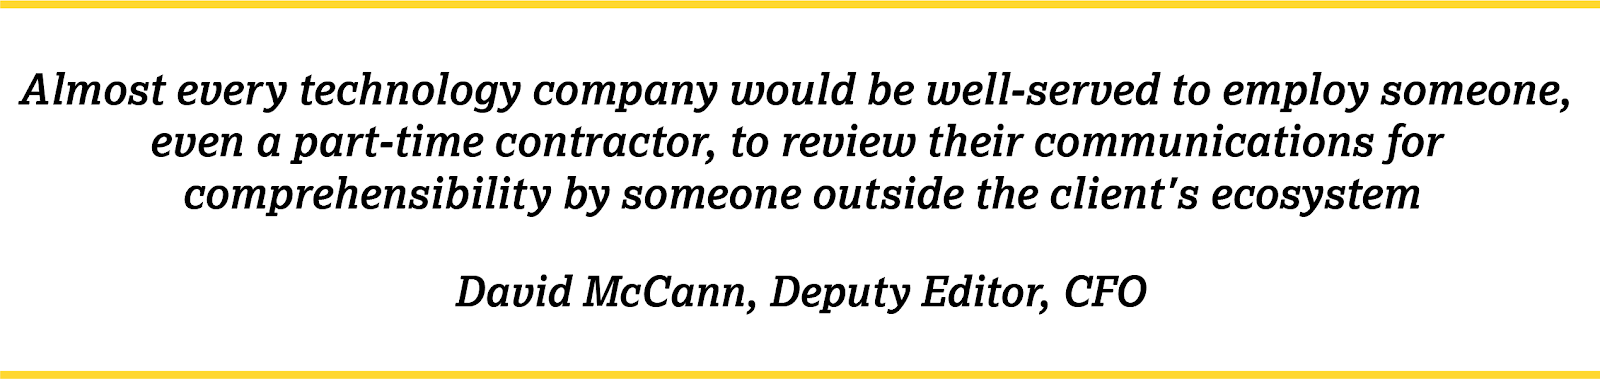 Almost every technology company would be well-served to employ someone,
even a part-time contractor, to review their communications for
comprehensibility by someone outside the client's ecosystem
David McCann, Deputy Editor, CFO